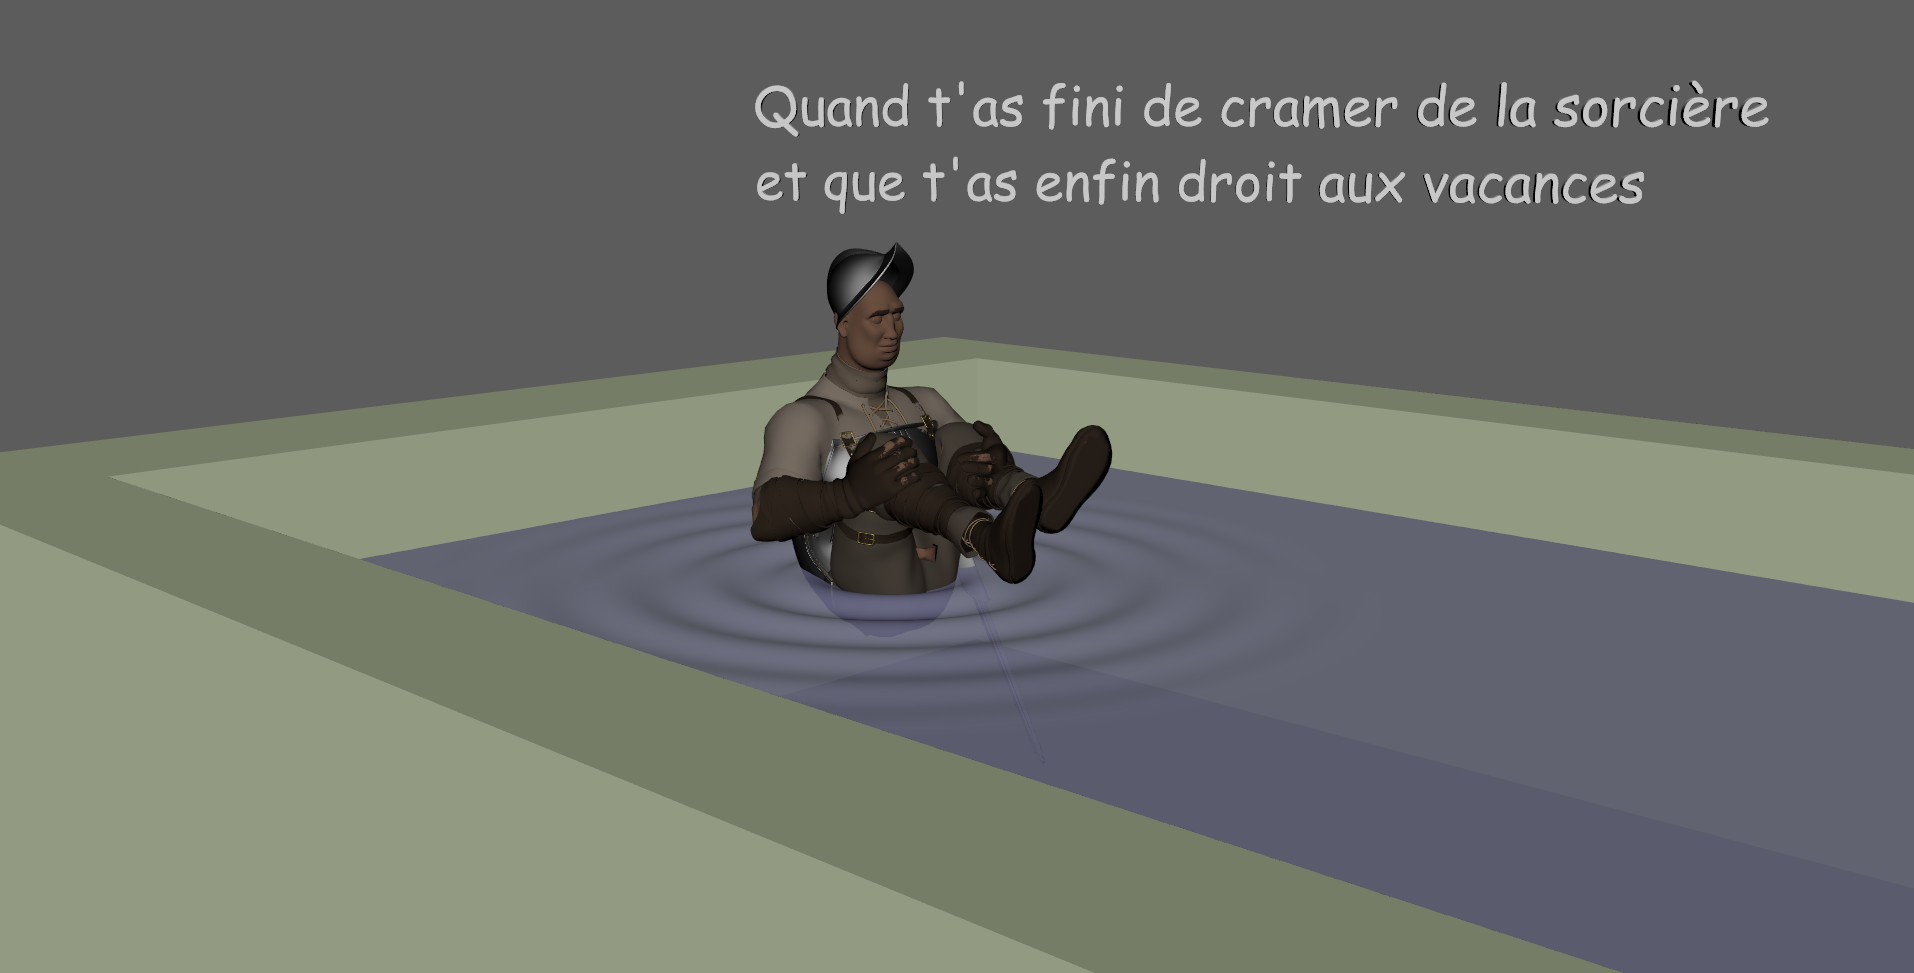 Quand t'as fini de cramer de la sorcière
et que t'as enfin droit aux vacances